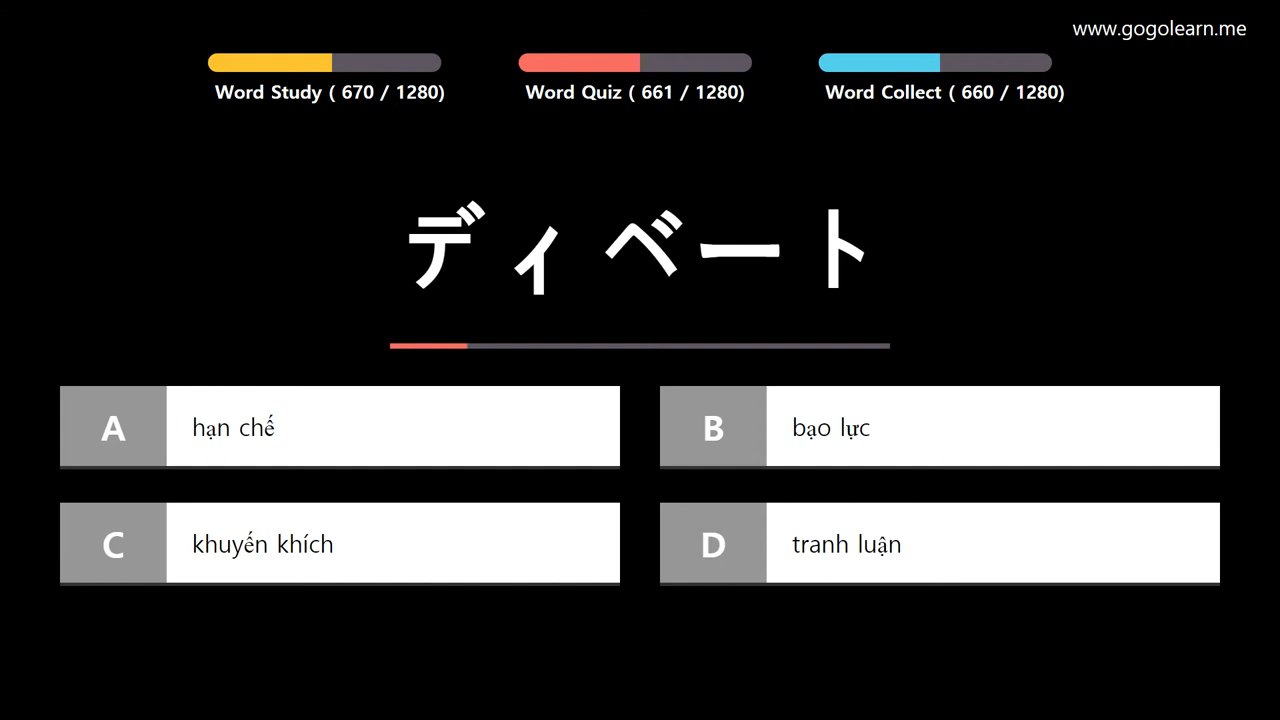 www.gogolearn.me
Word Study ( 670 / 1280)
Word Quiz ( 661 / 1280)
Word Collect ( 660 / 1280)
ディベート
A
hạn chế
B
bạo lực
C
khuyến khích
D
tranh luận